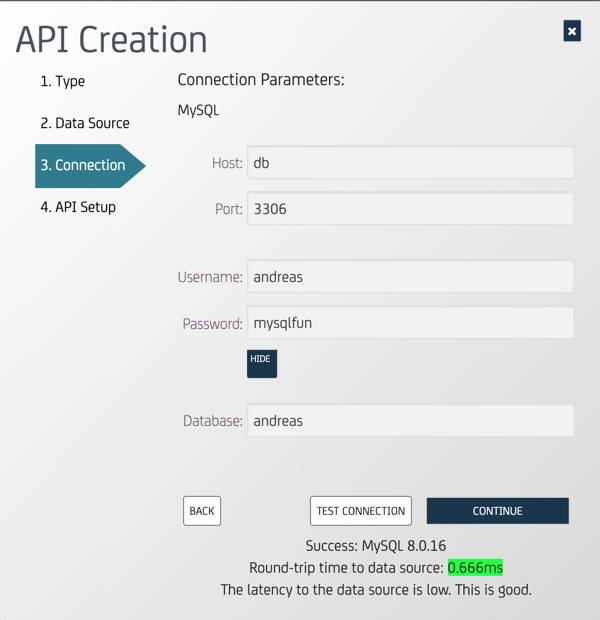 API Creation
1. Type
2. Data Source
3. Connection
4. API Setup
Connection Parameters:
MySQL
Host: db
Port: 3306
Username: andreas
Password: mysqlfun
HIDE
Database: andreas
BACK
TEST CONNECTION
CONTINUE
Success: MySQL 8.0.16
Round-trip time to data source: 0.666ms
The latency to the data source is low. This is good.